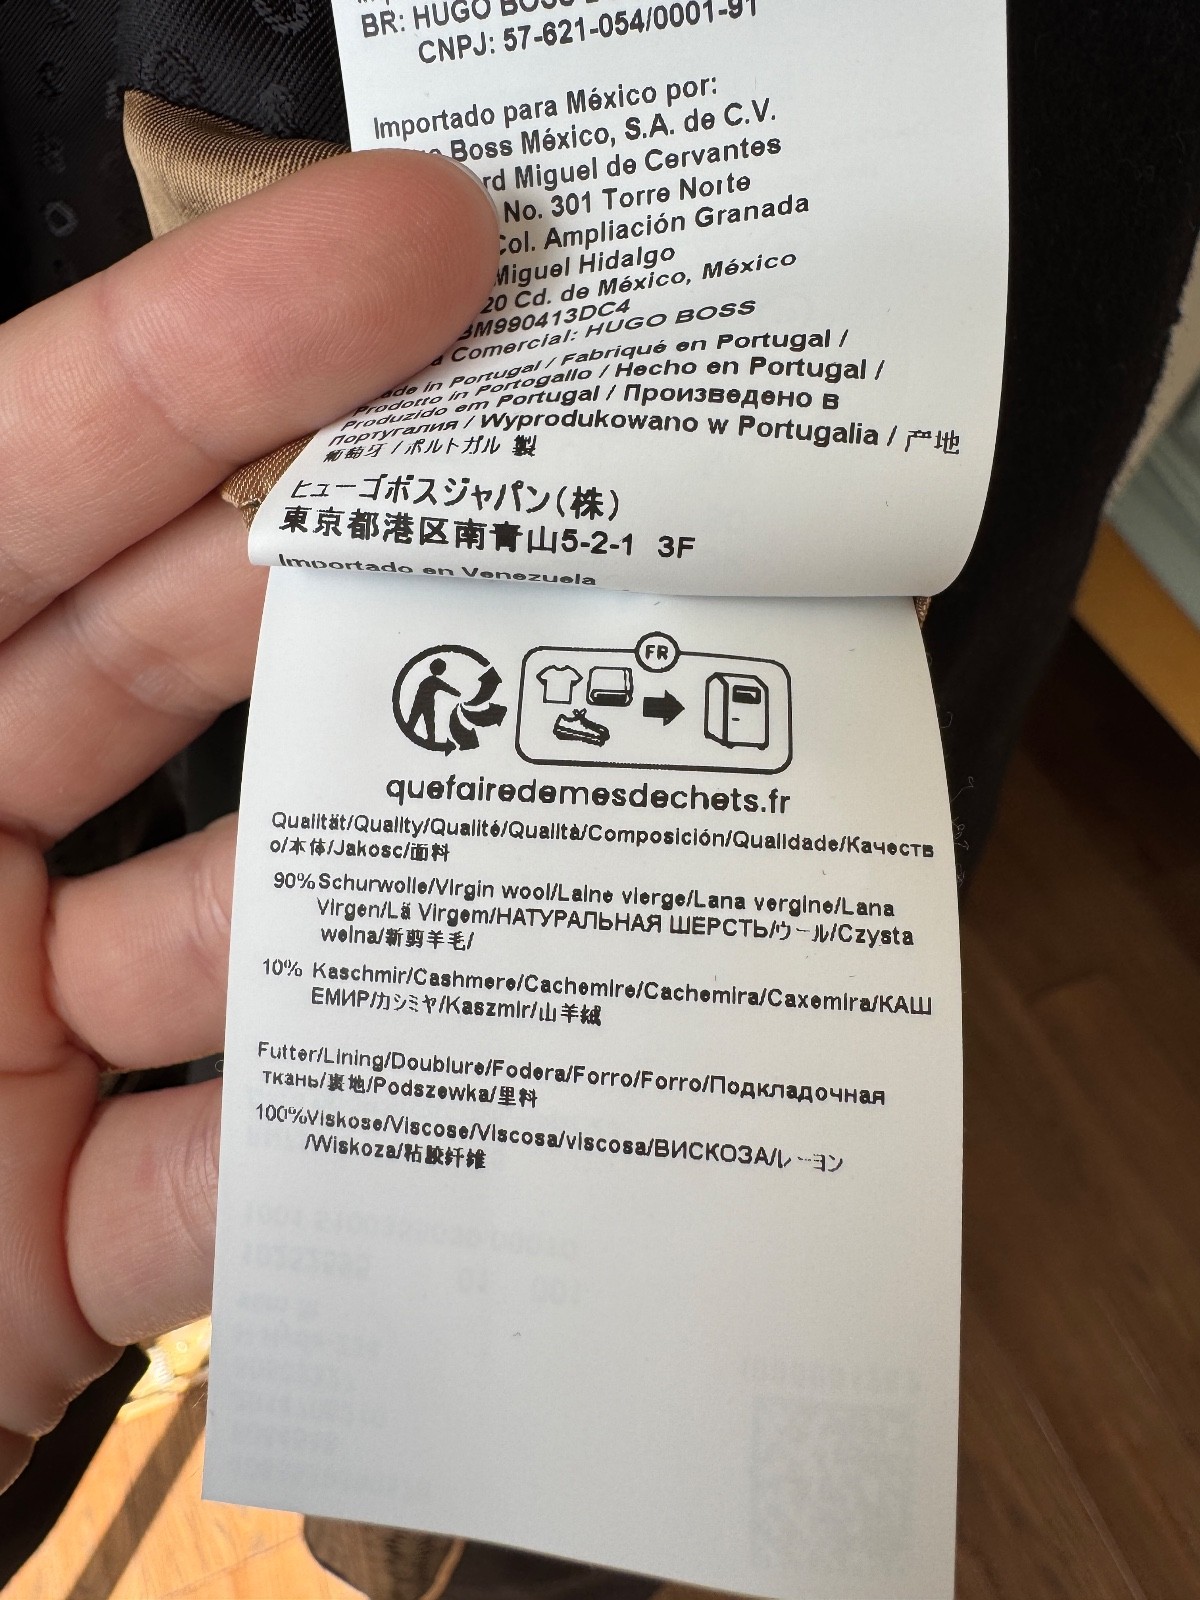 BR: HUGO BOSS
CNPJ: 57-621-054/0001-91
Importado para México por:
Boss México, S.A. de C.V.
rd Miguel de Cervantes
No. 301 Torre Norte
Col. Ampliación Granada
Miguel Hidalgo
20 Cd. de México, México
BM990413DC4
Comercial: HUGO BOSS
Made in Portugal / Fabriqué en Portugal /
Prodotto in Portogallo / Hecho en Portugal /
Produzido em Portugal / Произведено в
Португалия / Wyprodukowano w Portugalia / 产地
葡萄牙 / ポルトガル 製
ヒューゴボスジャパン(株)
東京都港区南青山5-2-1 3F
Importado en Venezuela
FR
quefairedemesdechets.fr
Qualität/Quality/Qualité/Qualità/Composición/Qualidade/Качеств
о/本体/Jakosc/面料
90% Schurwolle/Virgin wool/Laine vierge/Lana vergine/Lana
Virgen/Lã Virgem/НАТУРАЛЬНАЯ ШЕРСТЬ/ウール/Czysta
welna/新剪羊毛/
10% Kaschmir/Cashmere/Cachemire/Cachemira/Caxemira/КАШ
ЕМИР/カシミヤ/Kaszmir/山羊绒
Futter/Lining/Doublure/Fodera/Forro/Forro/Подкладочная
ткань/裏地/Podszewka/里料
100%Viskose/Viscose/Viscosa/viscosa/ВИСКОЗА/レーヨン
/Wiskoza/粘胶纤维